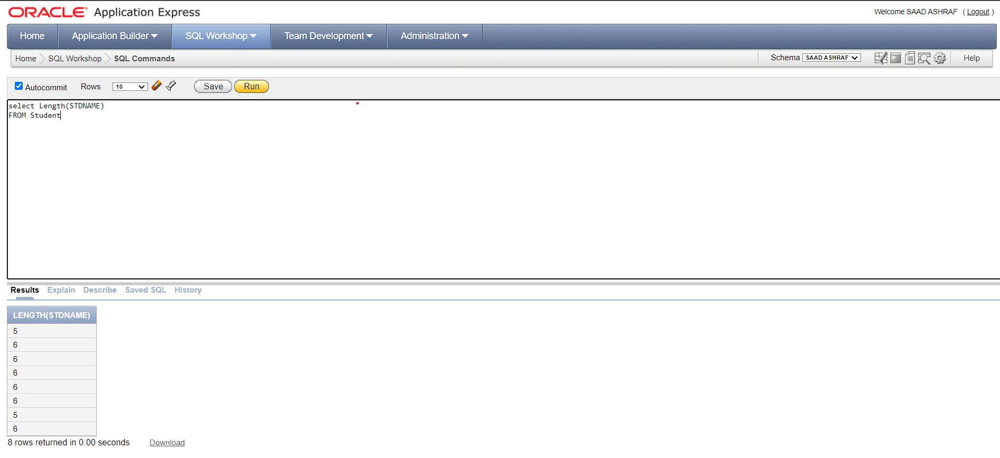 ORACLE® Application Express
Welcome SAAD ASHRAF ( Logout )
Home Application Builder SQL Workshop Team Development Administration
Home SQL Workshop SQL Commands
Schema SAAD ASHRAF Help
Autocommit Rows 10 Save Run
select Length(STDNAME)
FROM Student
Results Explain Describe Saved SQL History
LENGTH(STDNAME)
5
6
6
6
6
6
5
6
8 rows returned in 0.00 seconds Download